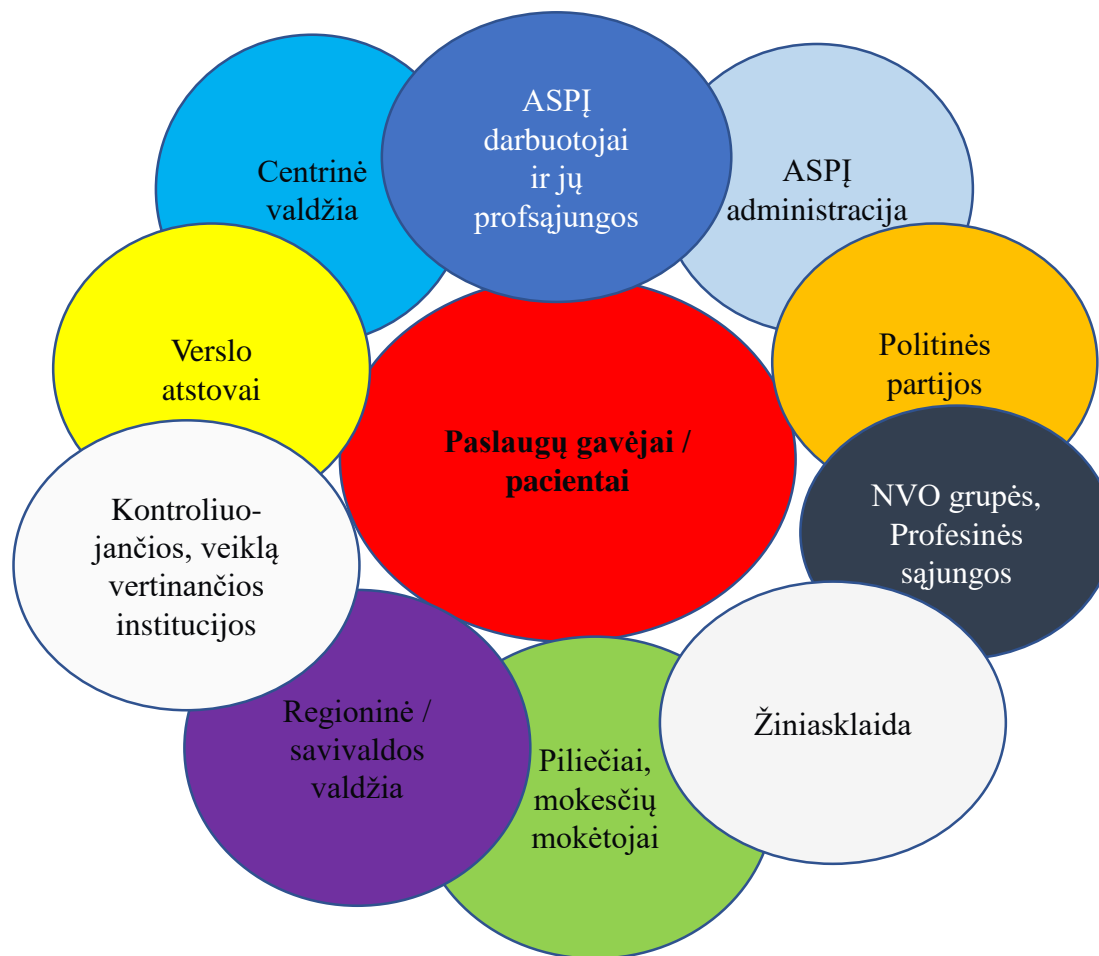 ASPĮ
darbuotojai
ir jų
profsąjungos
Centrinė
valdžia
ASPĮ
administracija
Verslo
atstovai
Politinės
partijos
Paslaugų gavėjai /
pacientai
Kontroliuo-
jančios, veiklą
vertinančios
institucijos
NVO grupės,
Profesinės
sąjungos
Regioninė /
savivaldos
valdžia
Piliečiai,
mokesčių
mokėtojai
Žiniasklaida